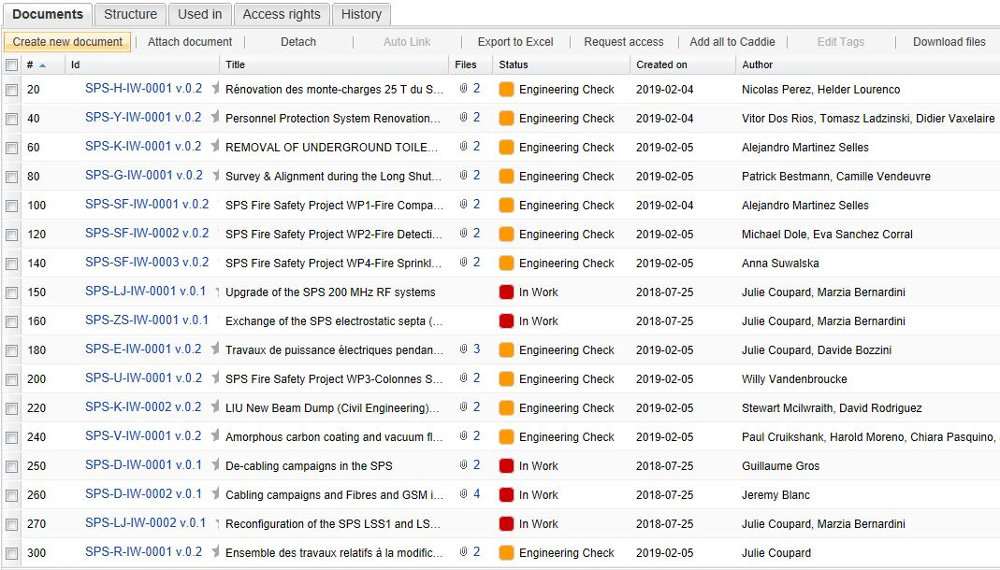 Documents Structure Used in Access rights History
Create new document Attach document Detach Auto Link Export to Excel Request access Add all to Caddie Edit Tags Download files
# Id Title Files Status Created on Author
20 SPS-H-IW-0001 v.0.2 Rénovation des monte-charges 25 T du S... 2 Engineering Check 2019-02-04 Nicolas Perez, Helder Lourenco
40 SPS-Y-IW-0001 v.0.2 Personnel Protection System Renovation... 2 Engineering Check 2019-02-04 Vitor Dos Rios, Tomasz Ladzinski, Didier Vaxelaire
60 SPS-K-IW-0001 v.0.2 REMOVAL OF UNDERGROUND TOILE... 2 Engineering Check 2019-02-05 Alejandro Martinez Selles
80 SPS-G-IW-0001 v.0.2 Survey & Alignment during the Long Shut... 2 Engineering Check 2019-02-05 Patrick Bestmann, Camille Vendeuvre
100 SPS-SF-IW-0001 v.0.2 SPS Fire Safety Project WP1-Fire Compa... 2 Engineering Check 2019-02-04 Alejandro Martinez Selles
120 SPS-SF-IW-0002 v.0.2 SPS Fire Safety Project WP2-Fire Detecti... 2 Engineering Check 2019-02-05 Michael Dole, Eva Sanchez Corral
140 SPS-SF-IW-0003 v.0.2 SPS Fire Safety Project WP4-Fire Sprinkl... 2 Engineering Check 2019-02-05 Anna Suwalska
150 SPS-LJ-IW-0001 v.0.1 Upgrade of the SPS 200 MHz RF systems In Work 2018-07-25 Julie Coupard, Marzia Bernardini
160 SPS-ZS-IW-0001 v.0.1 Exchange of the SPS electrostatic septa (... In Work 2018-07-25 Julie Coupard, Marzia Bernardini
180 SPS-E-IW-0001 v.0.2 Travaux de puissance électriques pendan... 3 Engineering Check 2019-02-05 Julie Coupard, Davide Bozzini
200 SPS-U-IW-0001 v.0.2 SPS Fire Safety Project WP3-Colonnes S... 2 Engineering Check 2019-02-05 Willy Vandenbroucke
220 SPS-K-IW-0002 v.0.2 LIU New Beam Dump (Civil Engineering)... 2 Engineering Check 2019-02-05 Stewart Mcilwraith, David Rodriguez
240 SPS-V-IW-0001 v.0.2 Amorphous carbon coating and vacuum fl... 2 Engineering Check 2019-02-05 Paul Cruikshank, Harold Moreno, Chiara Pasquino,
250 SPS-D-IW-0001 v.0.1 De-cabling campaigns in the SPS 2 In Work 2018-07-25 Guillaume Gros
260 SPS-D-IW-0002 v.0.1 Cabling campaigns and Fibres and GSM i... 4 In Work 2018-07-25 Jeremy Blanc
270 SPS-LJ-IW-0002 v.0.1 Reconfiguration of the SPS LSS1 and LS... In Work 2018-07-25 Julie Coupard, Marzia Bernardini
300 SPS-R-IW-0001 v.0.2 Ensemble des travaux relatifs á la modific... 2 Engineering Check 2019-02-05 Julie Coupard